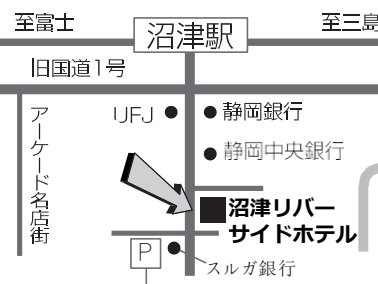 至富士
沼津駅
至三島
旧国道1号
アーケード名店街
UFJ
静岡銀行
静岡中央銀行
沼津リバー
サイドホテル
P
スルガ銀行